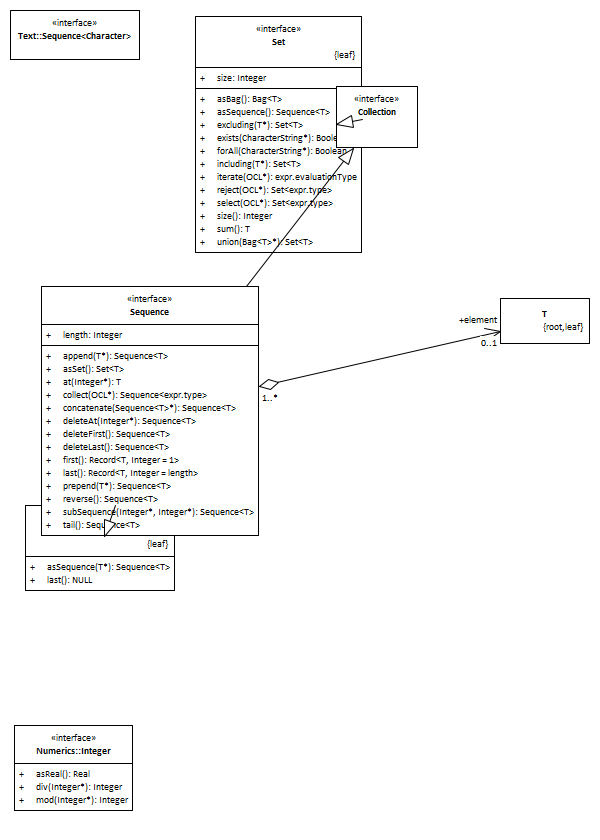 «interface»
Text::Sequence<Character>
«interface»
Set
{leaf}
+ size: Integer
+ asBag(): Bag<T>
+ asSequence(): Sequence<T>
+ excluding(T*): Set<T>
+ exists(CharacterString*): Boole
+ forAll(CharacterString*): Boolean
+ including(T*): Set<T>
+ iterate(OCL*): expr.evaluationType
+ reject(OCL*): Set<expr.type>
+ select(OCL*): Set<expr.type>
+ size(): Integer
+ sum(): T
+ union(Bag<T>*): Set<T>
«interface»
Collection
«interface»
Sequence
+ length: Integer
+ append(T*): Sequence<T>
+ asSet(): Set<T>
+ at(Integer*): T
+ collect(OCL*): Sequence<expr.type>
+ concatenate(Sequence<T>*): Sequence<T>
+ deleteAt(Integer*): Sequence<T>
+ deleteFirst(): Sequence<T>
+ deleteLast(): Sequence<T>
+ first(): Record<T, Integer = 1>
+ last(): Record<T, Integer = length>
+ prepend(T*): Sequence<T>
+ reverse(): Sequence<T>
+ subSequence(Integer*, Integer*): Sequence<T>
+ tail(): Sequence<T>
+element
0..1
1..*
T
{root,leaf}
{leaf}
+ asSequence(T*): Sequence<T>
+ last(): NULL
«interface»
Numerics::Integer
+ asReal(): Real
+ div(Integer*): Integer
+ mod(Integer*): Integer